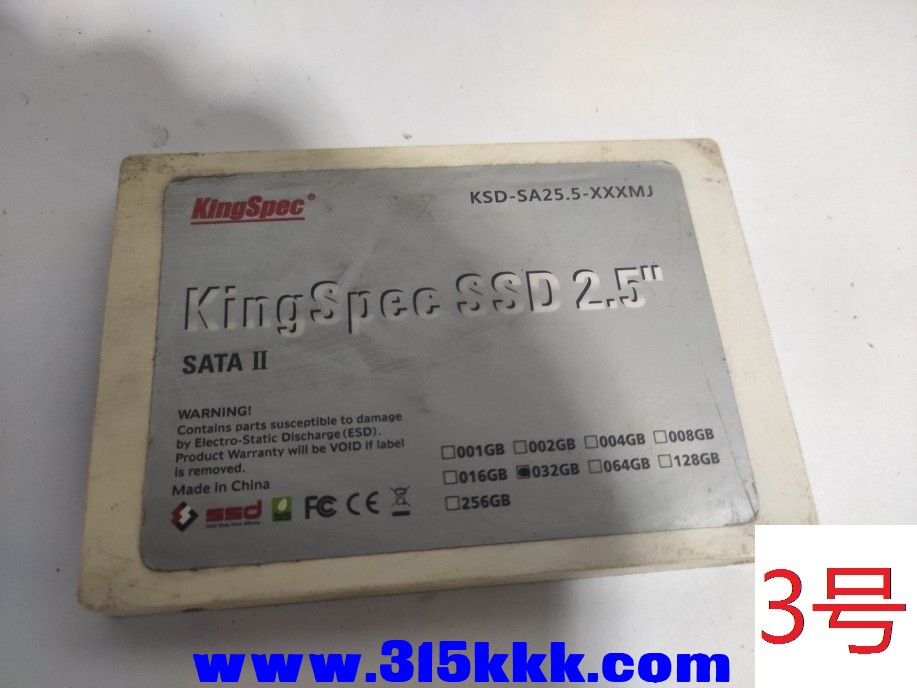 KingSpec®
KSD-SA25.5-XXXMJ
KingSpec SSD 2.5"
SATA II
WARNING!
Contains parts susceptible to damage
by Electro-Static Discharge(ESD).
Product Warranty will be VOID if label
is removed.
Made in China
ssd
FC CE
001GB 002GB 004GB 008GB
016GB 032GB 064GB 128GB
256GB
3号
www.315kkk.com